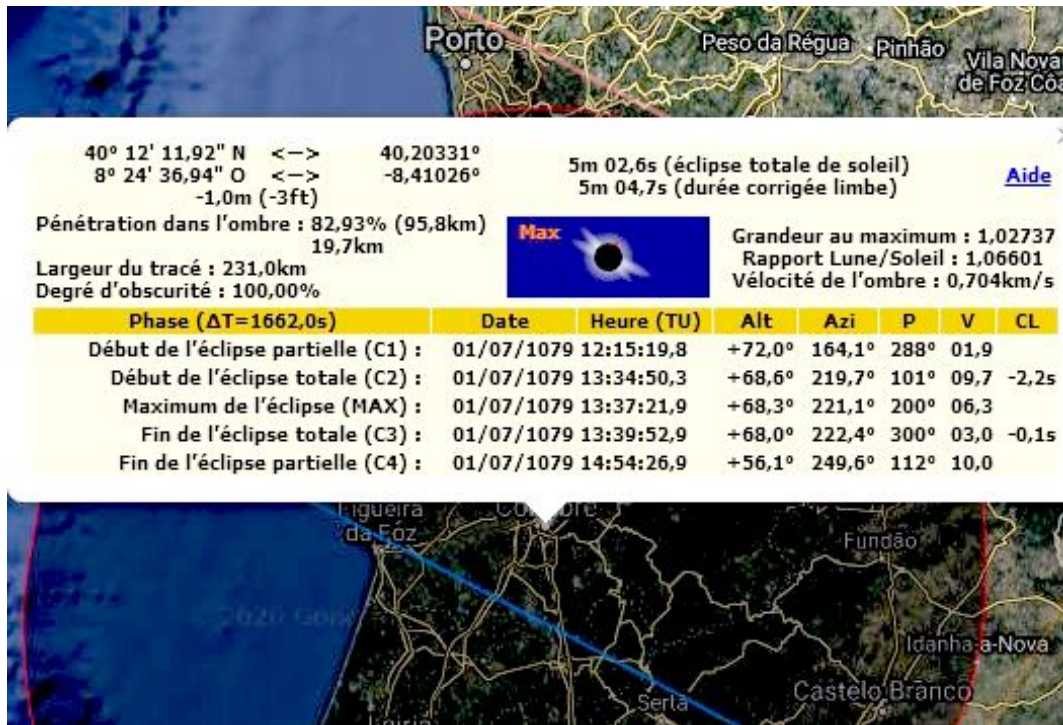 Porto
Peso da Régua
Pinhão
Vila Nova
de Foz Côa
40° 12' 11,92" N <—> 40,20331°
8° 24' 36,94" O <—> -8,41026°
-1,0m (-3ft)
5m 02,6s (éclipse totale de soleil)
5m 04,7s (durée corrigée limbe)
Aide
Pénétration dans l'ombre : 82,93% (95,8km)
19,7km
Largeur du tracé : 231,0km
Degré d'obscurité : 100,00%
Max
Grandeur au maximum : 1,02737
Rapport Lune/Soleil : 1,06601
Vélocité de l'ombre : 0,704km/s
Phase (ΔT=1662,0s) Date Heure (TU) Alt Azi P V CL
Début de l'éclipse partielle (C1) : 01/07/1079 12:15:19,8 +72,0° 164,1° 288° 01,9
Début de l'éclipse totale (C2) : 01/07/1079 13:34:50,3 +68,6° 219,7° 101° 09,7 -2,2s
Maximum de l'éclipse (MAX) : 01/07/1079 13:37:21,9 +68,3° 221,1° 200° 06,3
Fin de l'éclipse totale (C3) : 01/07/1079 13:39:52,9 +68,0° 222,4° 300° 03,0 -0,1s
Fin de l'éclipse partielle (C4) : 01/07/1079 14:54:26,9 +56,1° 249,6° 112° 10,0
Figueira
da Foz
Fundão
Idanha-a-Nova
Castelo Branco
Sertã